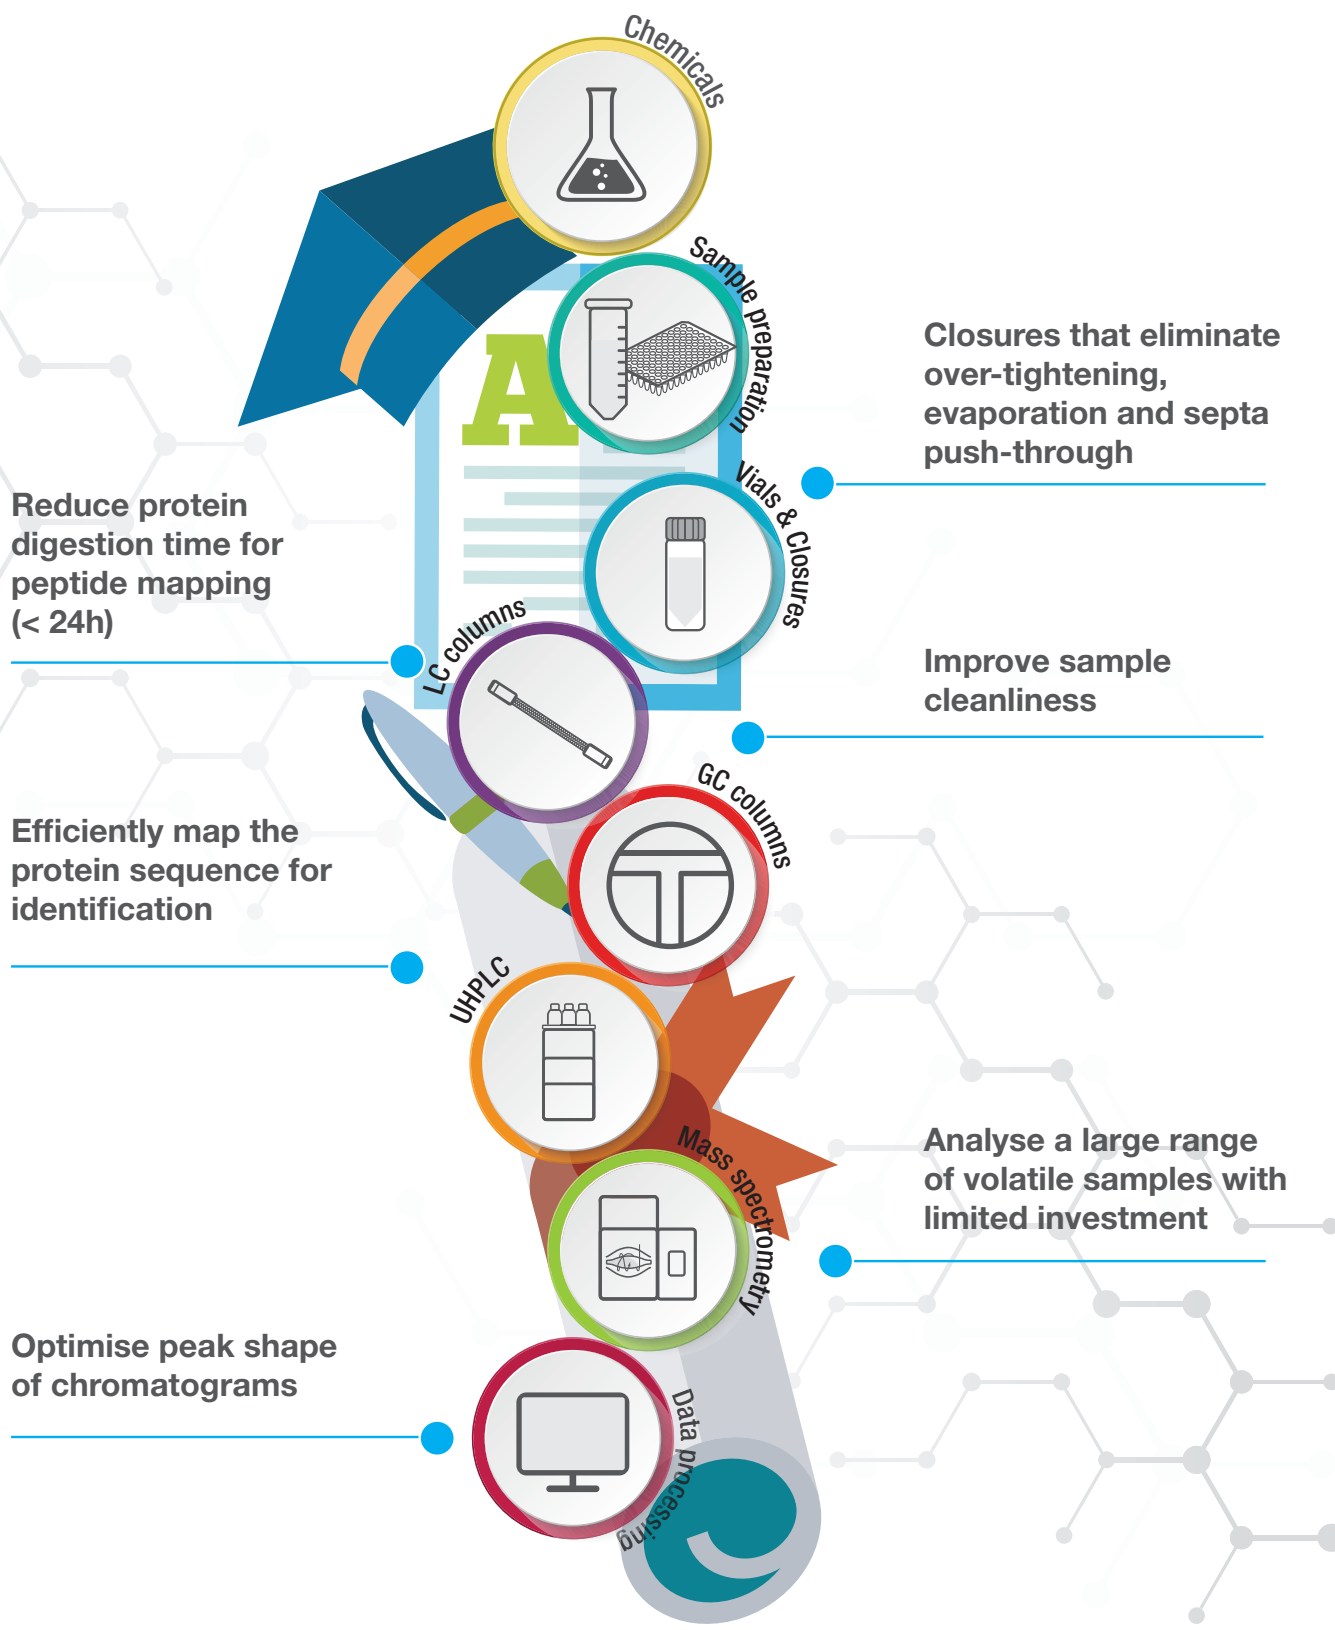 Chemicals
Sample preparation
Closures that eliminate
over-tightening,
evaporation and septa
push-through
Vials & Closures
Reduce protein
digestion time for
peptide mapping
(< 24h)
LC columns
Improve sample
cleanliness
GC columns
Efficiently map the
protein sequence for
identification
UHPLC
Mass spectrometry
Analyse a large range
of volatile samples with
limited investment
Optimise peak shape
of chromatograms
Data processing
A